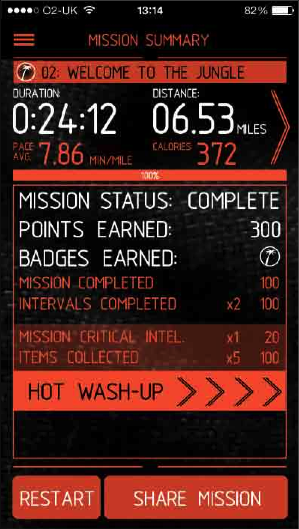 O2-UK 13:14 82%
MISSION SUMMARY
02: WELCOME TO THE JUNGLE
DURATION: DISTANCE:
0:24:12 06.53 MILES
PACE AVG. 7.86 MIN/MILE CALORIES 372
100%
MISSION STATUS: COMPLETE
POINTS EARNED: 300
BADGES EARNED:
MISSION COMPLETED 100
INTERVALS COMPLETED x2 100
MISSION CRITICAL INTEL. x1 20
ITEMS COLLECTED x5 100
HOT WASH-UP
RESTART SHARE MISSION